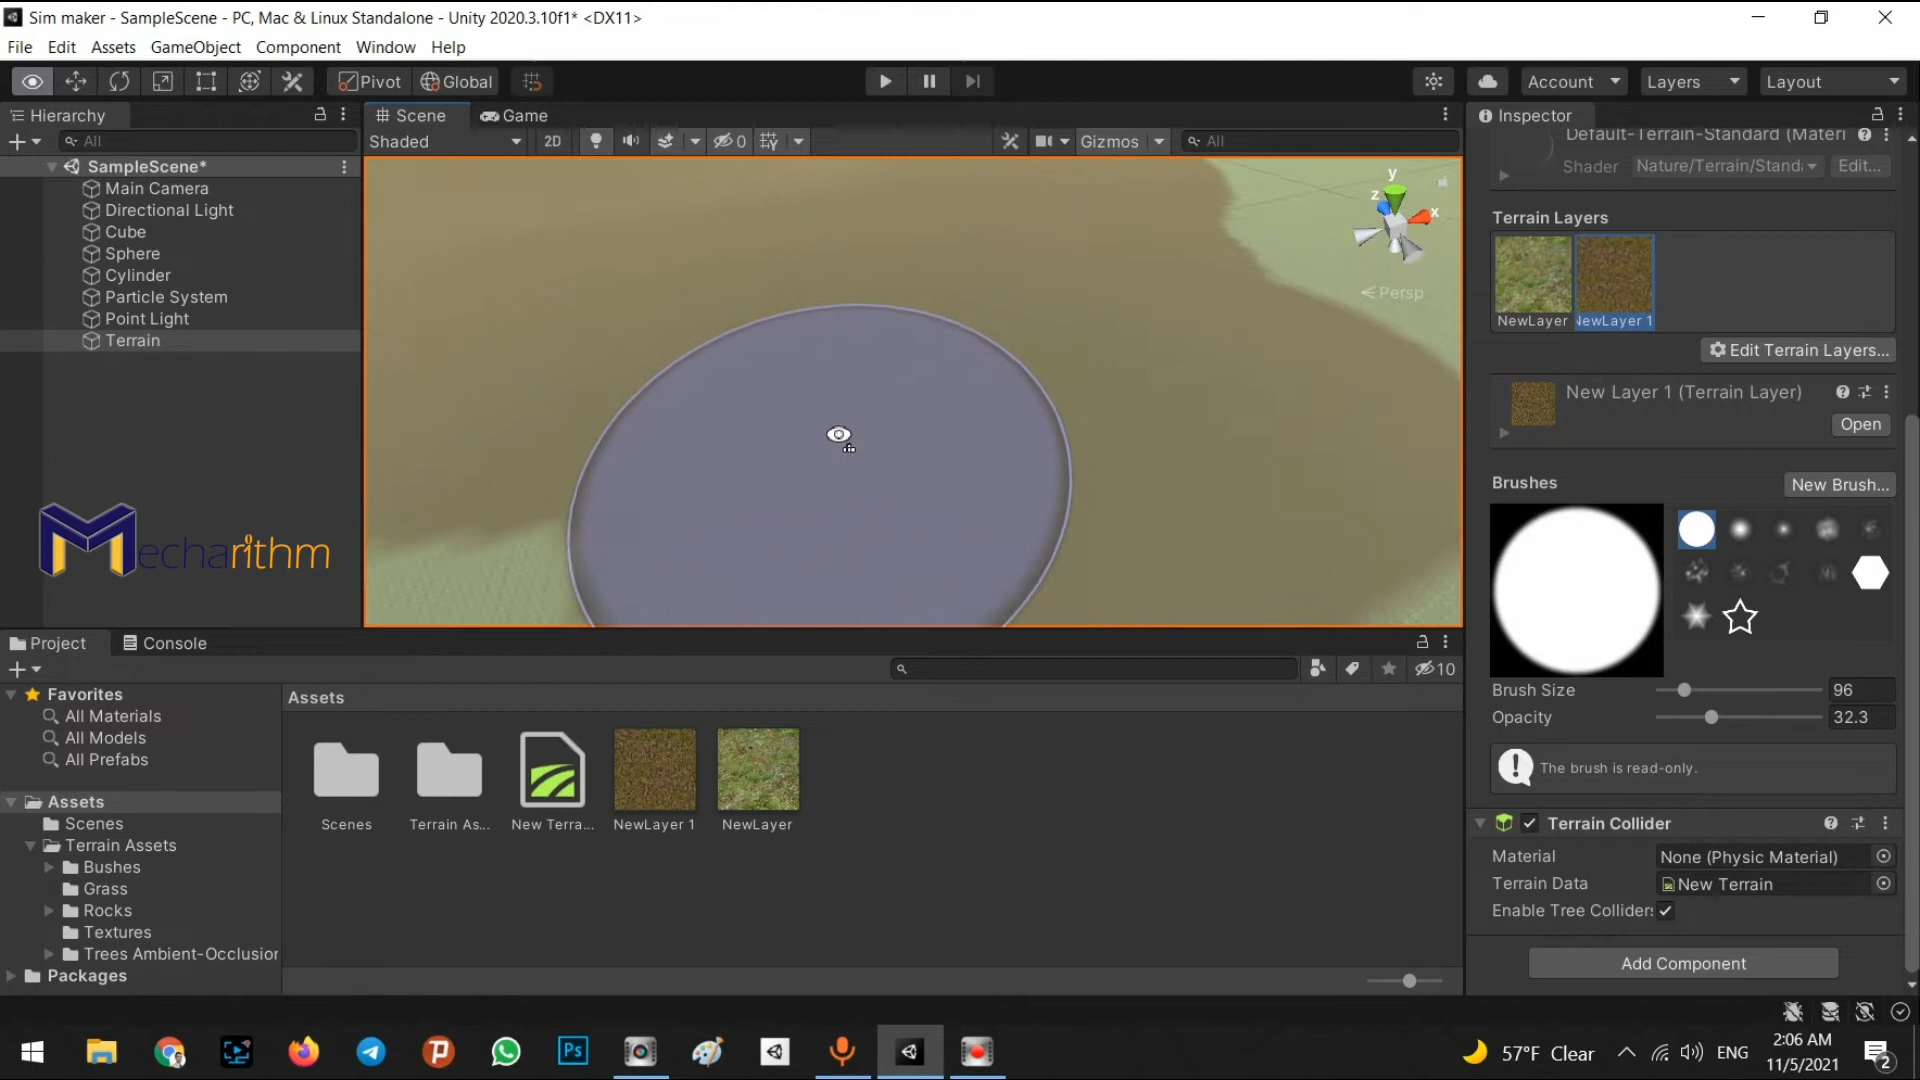 Sim maker - SampleScene - PC, Mac & Linux Standalone - Unity 2020.3.10f1* <DX11>
File Edit Assets GameObject Component Window Help
Pivot Global Account Layers Layout
Hierarchy
All
SampleScene*
Main Camera
Directional Light
Cube
Sphere
Cylinder
Particle System
Point Light
Terrain
Mecharithm
Scene Game
Shaded 2D 0 Gizmos All
y
z
x
Persp
Inspector
Default-Terrain-Standard (Materi
Shader Nature/Terrain/Stand Edit...
Terrain Layers
NewLayer NewLayer 1
Edit Terrain Layers...
New Layer 1 (Terrain Layer)
Open
Brushes New Brush...
Brush Size 96
Opacity 32.3
The brush is read-only.
Terrain Collider
Material None (Physic Material)
Terrain Data New Terrain
Enable Tree Colliders
Add Component
Project Console
10
Favorites
All Materials
All Models
All Prefabs
Assets
Scenes
Terrain Assets
Bushes
Grass
Rocks
Textures
Trees Ambient-Occlusion
Packages
Assets
Scenes Terrain As... New Terra... NewLayer 1 NewLayer
Ps
57°F Clear ENG
2:06 AM
11/5/2021
2